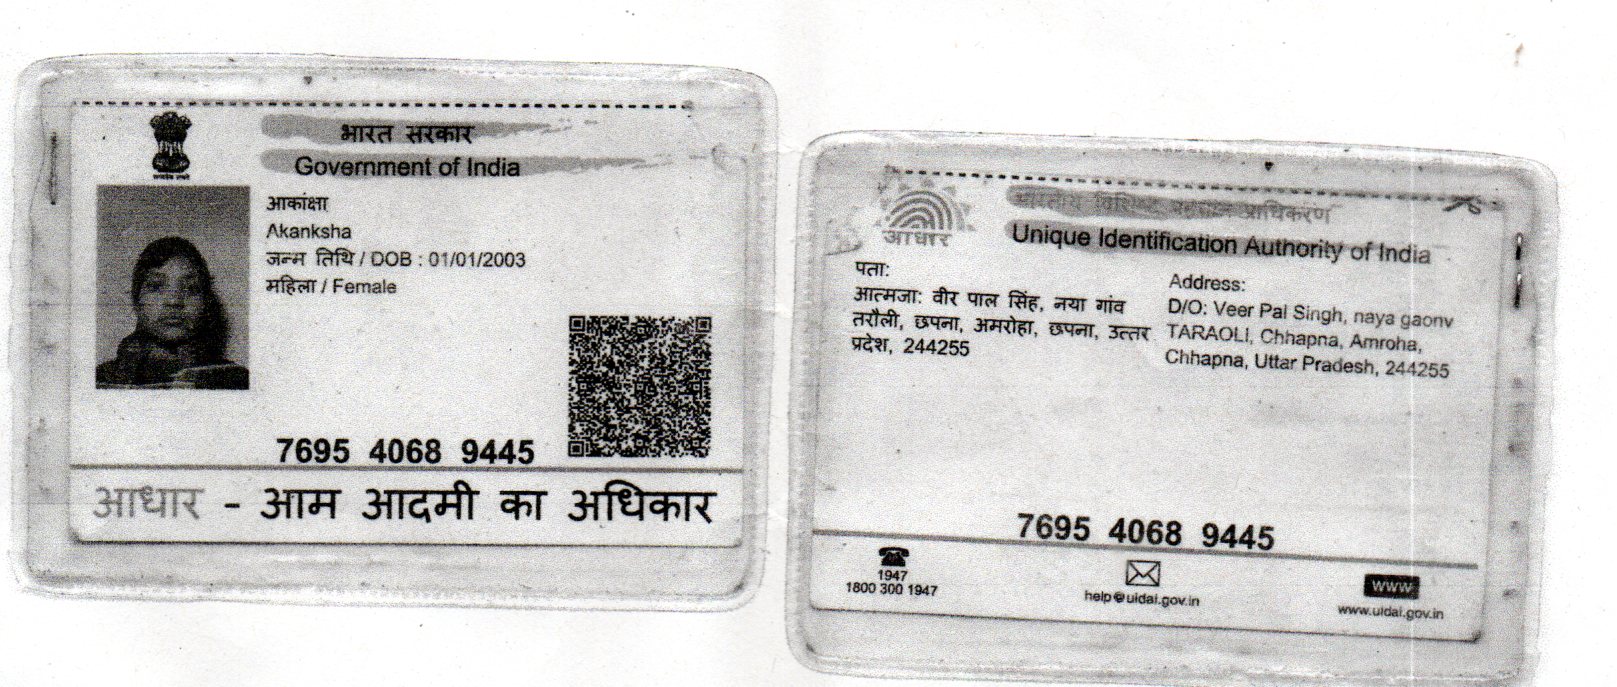 भारत सरकार
Government of India
आकांक्षा
Akanksha
जन्म तिथि / DOB : 01/01/2003
महिला / Female
7695 4068 9445
आधार - आम आदमी का अधिकार
आधार
भारतीय विशिष्ट पहचान प्राधिकरण
Unique Identification Authority of India
पता:
आत्मजा: वीर पाल सिंह, नया गांव
तरौली, छपना, अमरोहा, छपना, उत्तर
प्रदेश, 244255
Address:
D/O: Veer Pal Singh, naya gaonv
TARAOLI, Chhapna, Amroha,
Chhapna, Uttar Pradesh, 244255
7695 4068 9445
1947
1800 300 1947
help@uidai.gov.in
WWW
www.uidai.gov.in